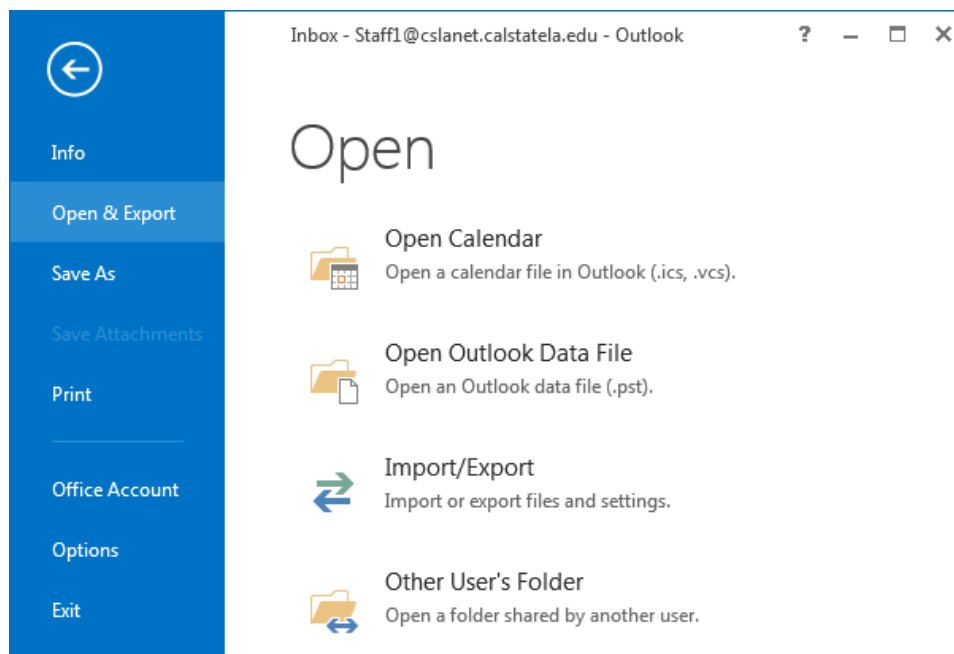 Inbox - Staff1@cslanet.calstatela.edu - Outlook ?
Info
Open & Export
Save As
Save Attachments
Print
Office Account
Options
Exit
Open
Open Calendar
Open a calendar file in Outlook (.ics, .vcs).
Open Outlook Data File
Open an Outlook data file (.pst).
Import/Export
Import or export files and settings.
Other User's Folder
Open a folder shared by another user.